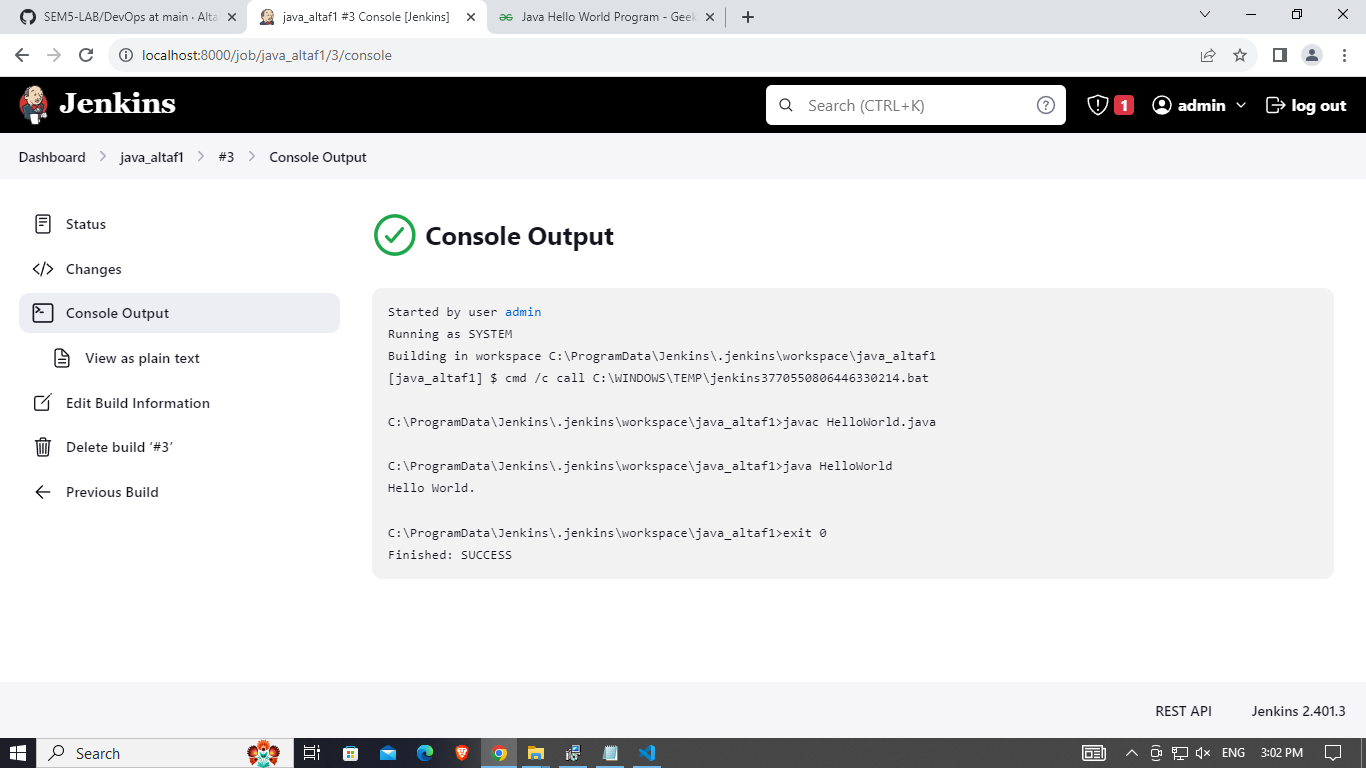 SEM5-LAB/DevOps at main · Alta
java_altaf1 #3 Console [Jenkins]
Java Hello World Program - Geek
localhost:8000/job/java_altaf1/3/console
Jenkins
Search (CTRL+K)
1
admin
log out
Dashboard
java_altaf1
#3
Console Output
Status
Changes
Console Output
View as plain text
Edit Build Information
Delete build ‘#3’
Previous Build
Console Output
Started by user admin
Running as SYSTEM
Building in workspace C:\ProgramData\Jenkins\.jenkins\workspace\java_altaf1
[java_altaf1] $ cmd /c call C:\WINDOWS\TEMP\jenkins3770550806446330214.bat
C:\ProgramData\Jenkins\.jenkins\workspace\java_altaf1>javac HelloWorld.java
C:\ProgramData\Jenkins\.jenkins\workspace\java_altaf1>java HelloWorld
Hello World.
C:\ProgramData\Jenkins\.jenkins\workspace\java_altaf1>exit 0
Finished: SUCCESS
REST API
Jenkins 2.401.3
Search
ENG
3:02 PM